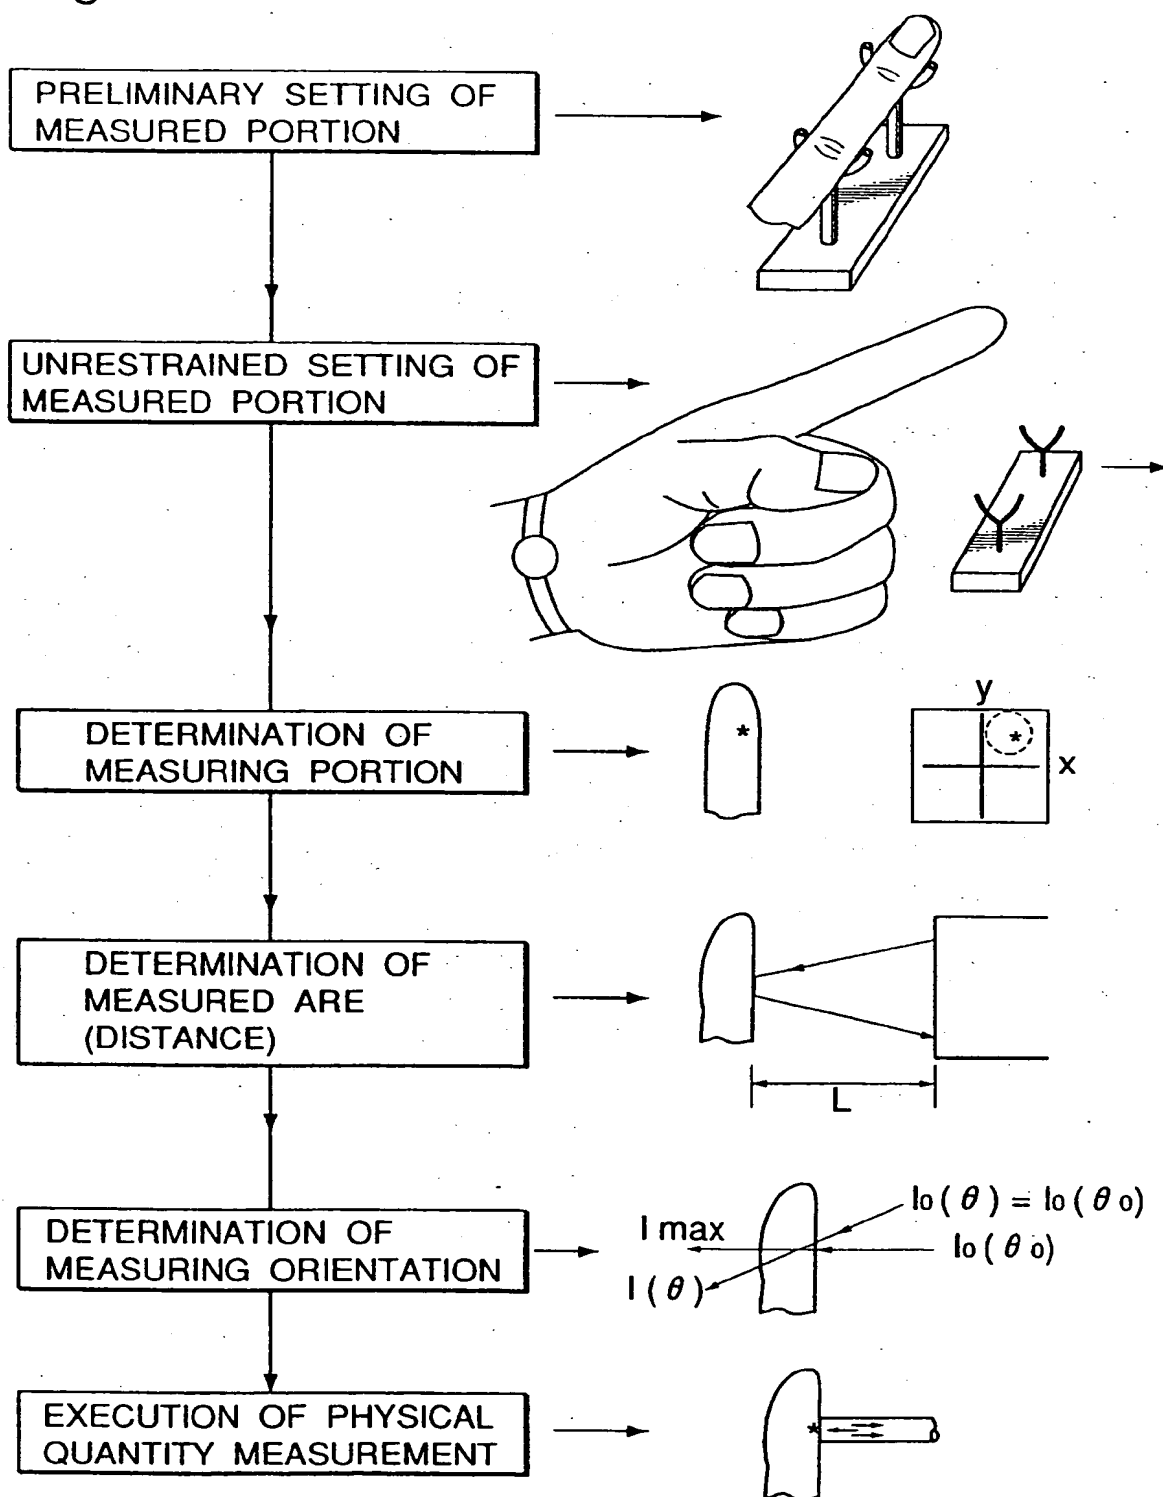 PRELIMINARY SETTING OF
MEASURED PORTION
UNRESTRAINED SETTING OF
MEASURED PORTION
DETERMINATION OF
MEASURING PORTION
* 
y
*
x
DETERMINATION OF
MEASURED ARE
(DISTANCE)
L
DETERMINATION OF
MEASURING ORIENTATION
I max
I ( θ )
Io ( θ ) = Io ( θ o)
Io ( θ o)
EXECUTION OF PHYSICAL
QUANTITY MEASUREMENT
*